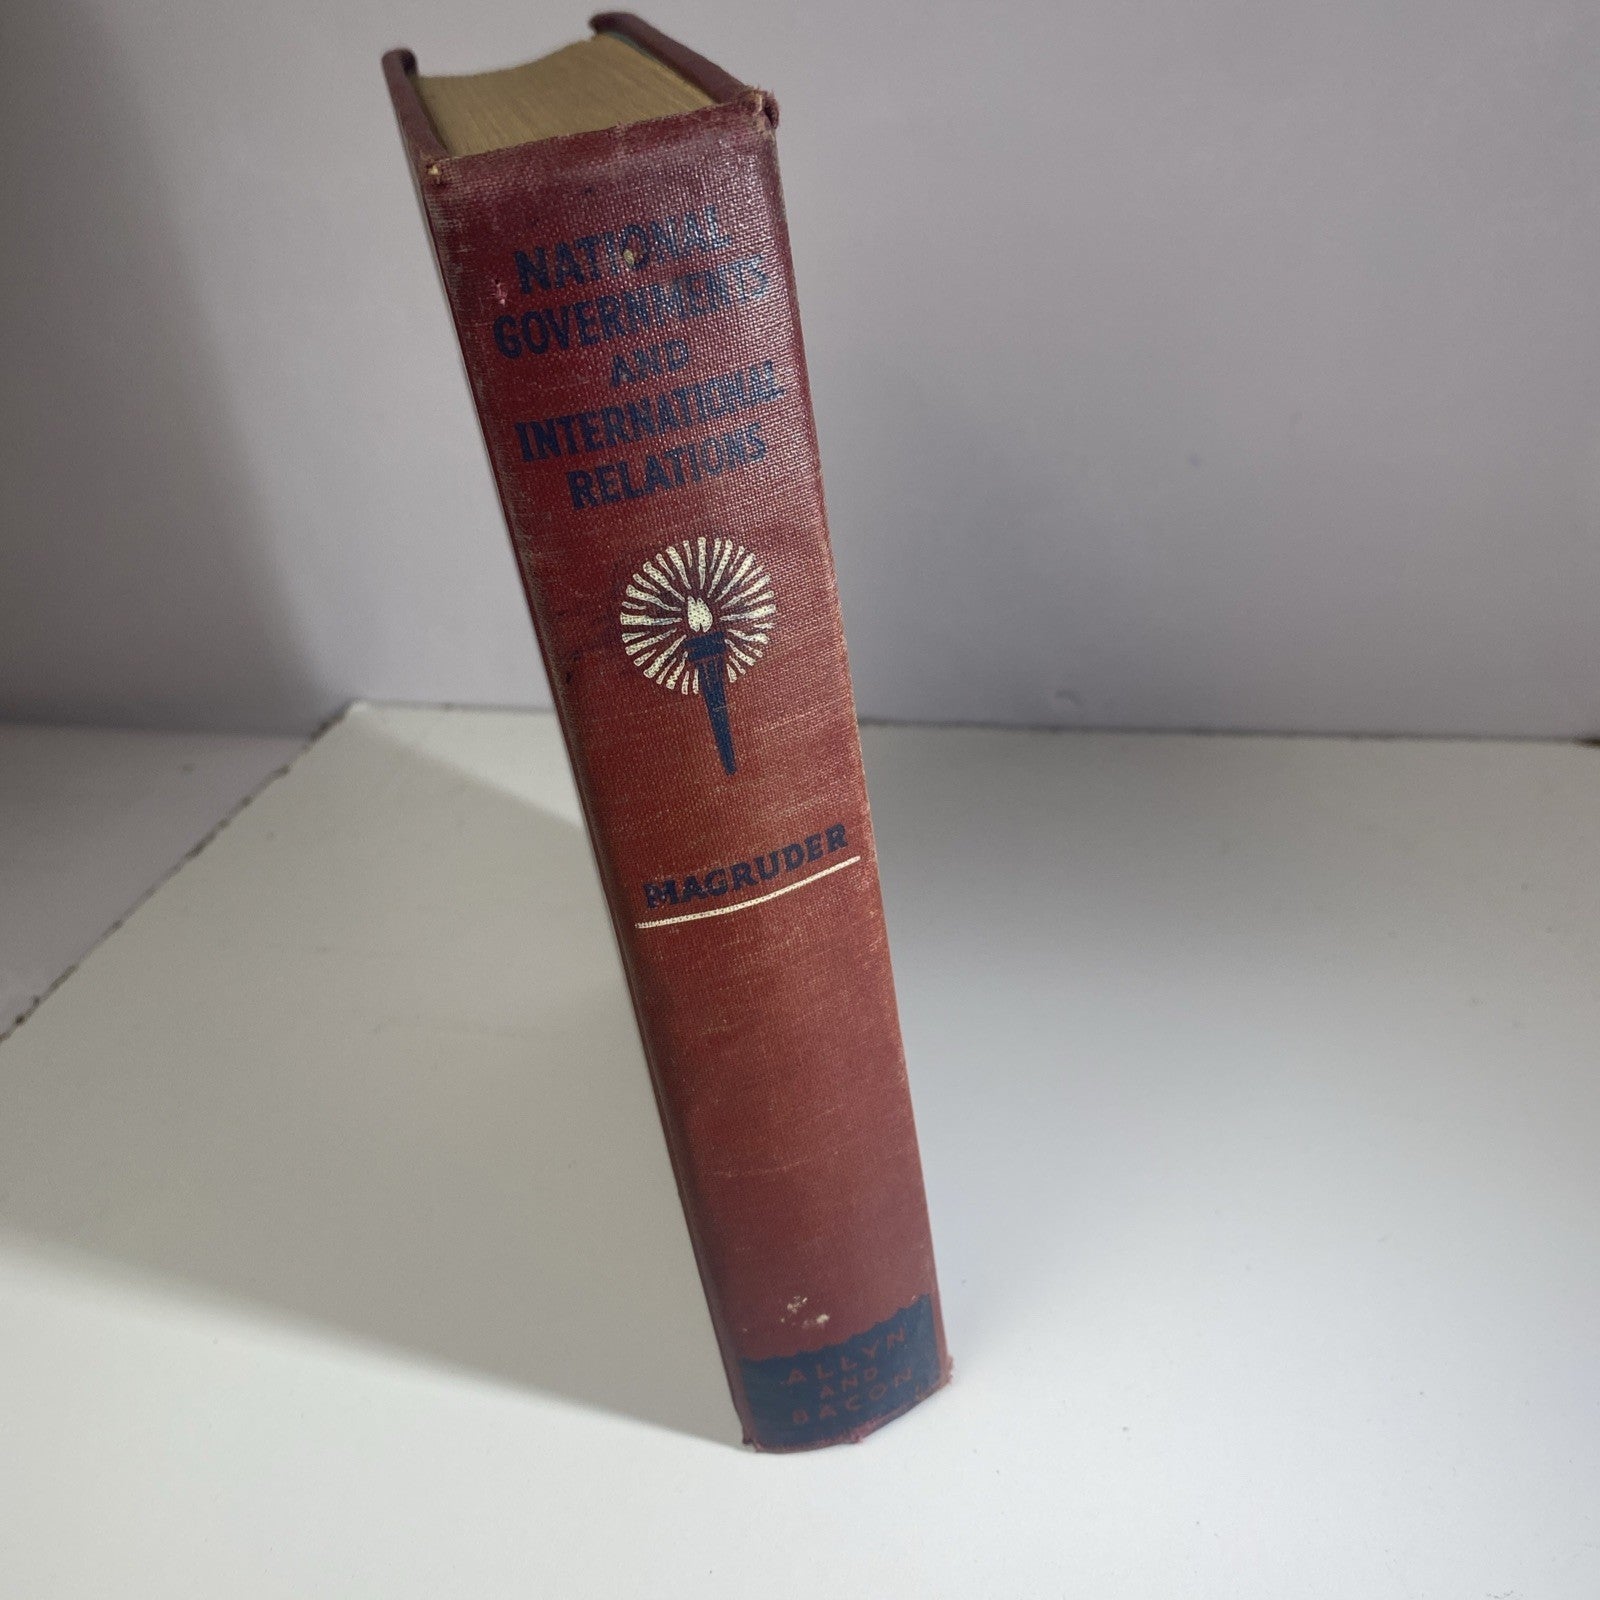 NATIONAL
GOVERNMENTS
AND
INTERNATIONAL
RELATIONS
MAGRUDER
ALLYN
AND
BACON